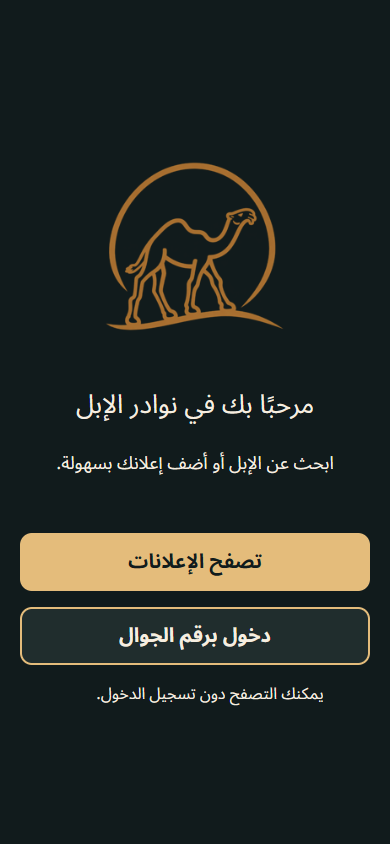 مرحبًا بك في نوادر الإبل
ابحث عن الإبل أو أضف إعلانك بسهولة.
تصفح الإعلانات
دخول برقم الجوال
يمكنك التصفح دون تسجيل الدخول.